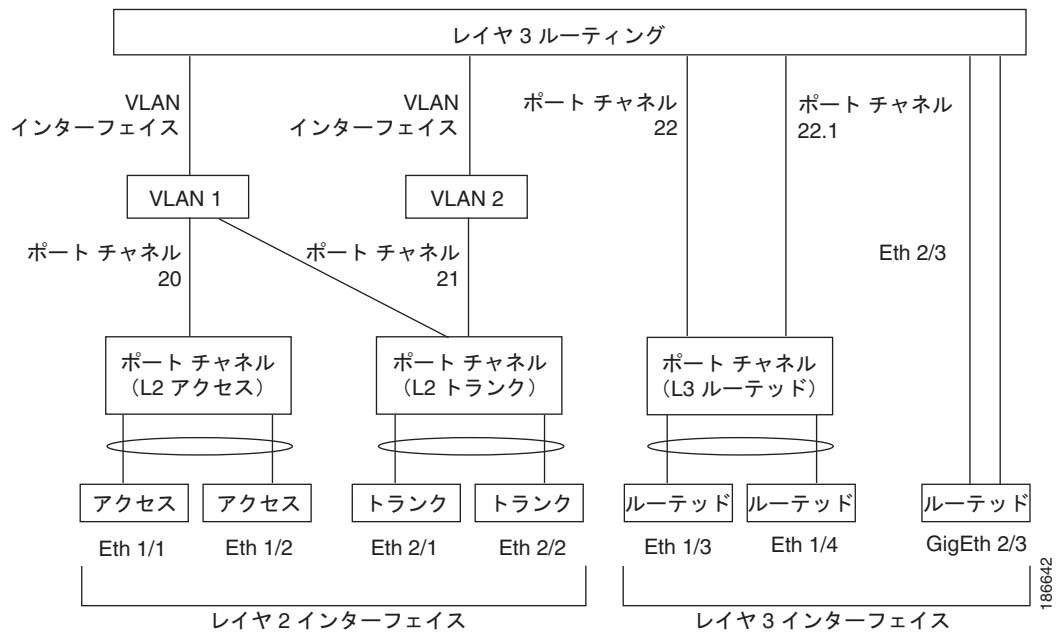 レイヤ 3 ルーティング
VLAN
インターフェイス
VLAN
インターフェイス
ポート チャネル
22
ポート チャネル
22.1
VLAN 1
VLAN 2
ポート チャネル
20
ポート チャネル
21
Eth 2/3
ポート チャネル
（L2 アクセス）
ポート チャネル
（L2 トランク）
ポート チャネル
（L3 ルーテッド）
アクセス
アクセス
トランク
トランク
ルーテッド
ルーテッド
ルーテッド
Eth 1/1
Eth 1/2
Eth 2/1
Eth 2/2
Eth 1/3
Eth 1/4
GigEth 2/3
レイヤ 2 インターフェイス
レイヤ 3 インターフェイス
186642